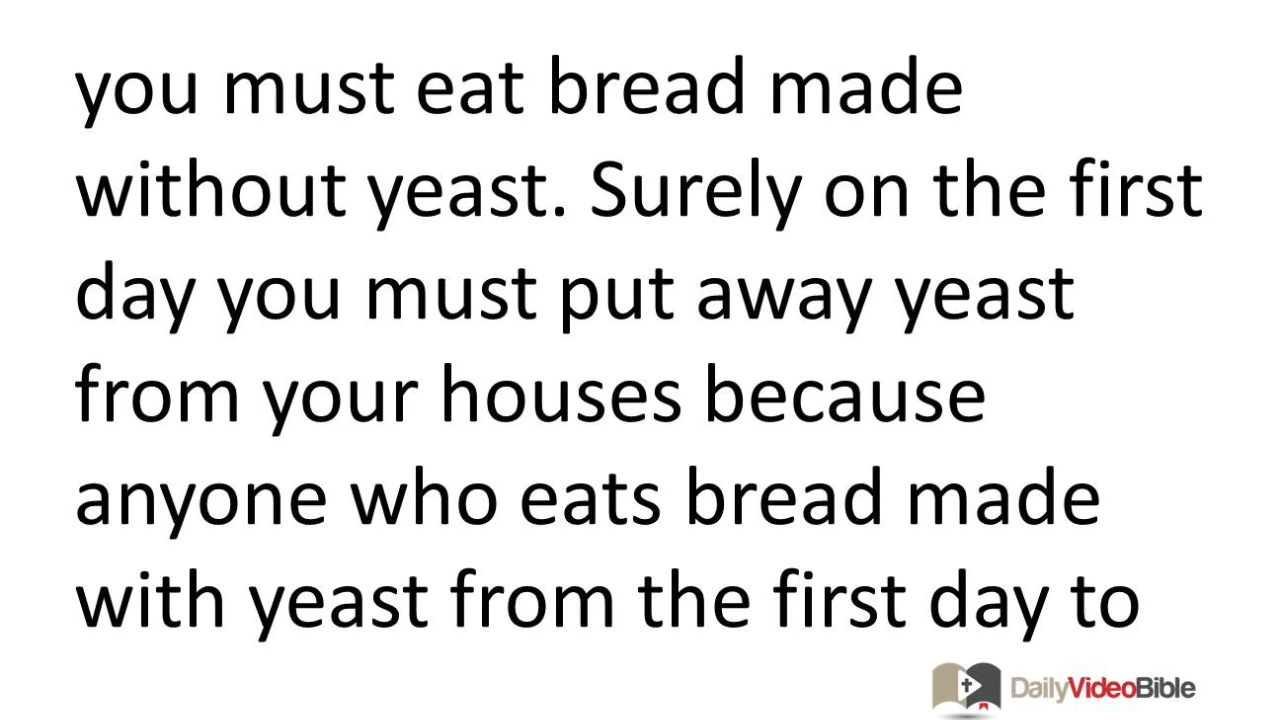 you must eat bread made
without yeast. Surely on the first
day you must put away yeast
from your houses because
anyone who eats bread made
with yeast from the first day to
DailyVideoBible